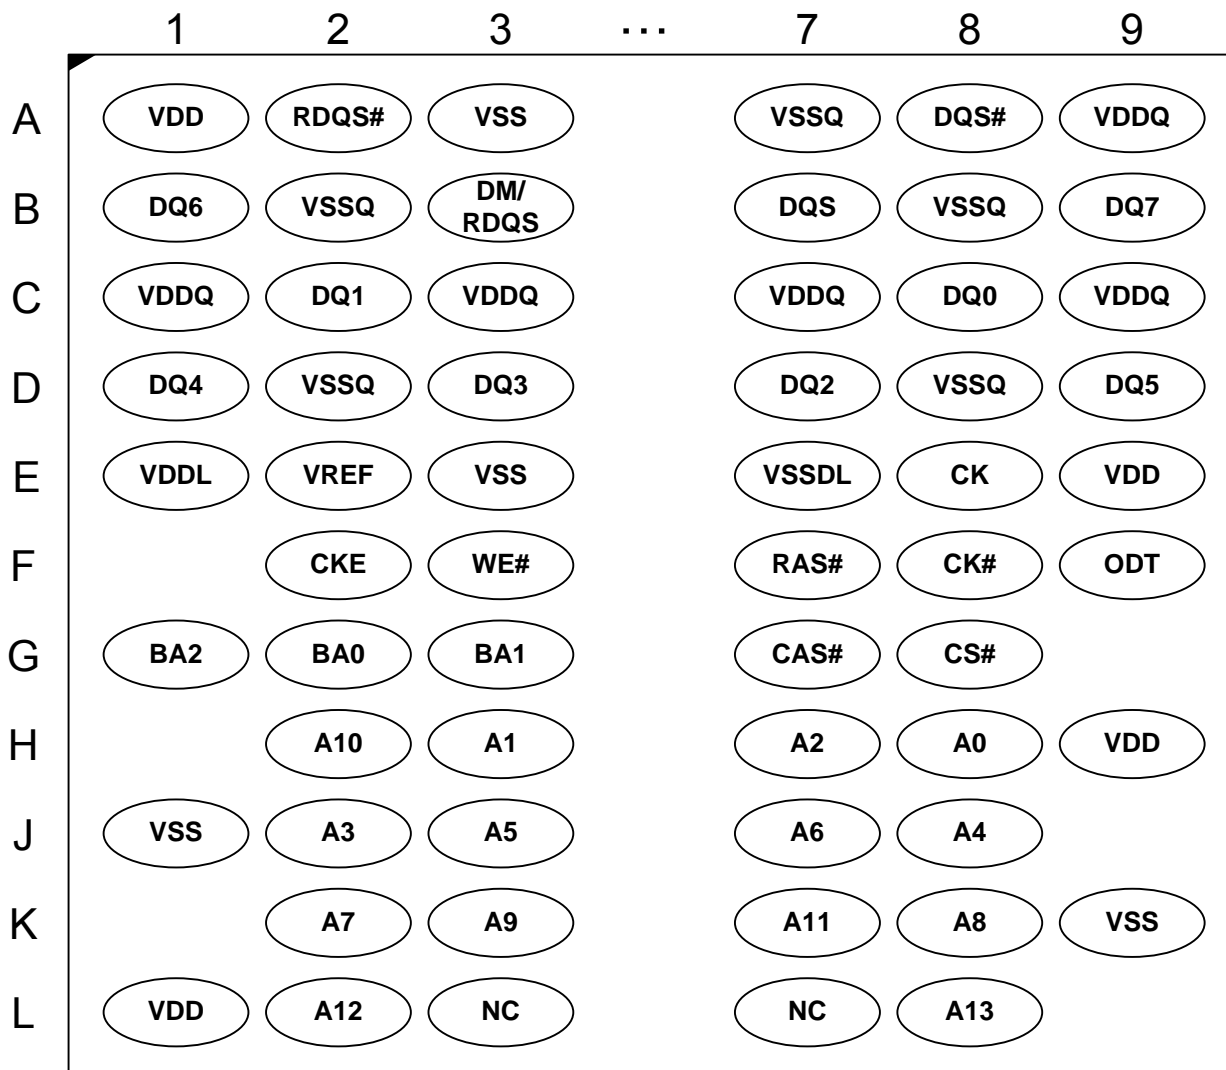 1 2 3 ... 7 8 9
A VDD RDQS# VSS VSSQ DQS# VDDQ
B DQ6 VSSQ DM/ RDQS DQS VSSQ DQ7
C VDDQ DQ1 VDDQ VDDQ DQ0 VDDQ
D DQ4 VSSQ DQ3 DQ2 VSSQ DQ5
E VDDL VREF VSS VSSDL CK VDD
F CKE WE# RAS# CK# ODT
G BA2 BA0 BA1 CAS# CS#
H A10 A1 A2 A0 VDD
J VSS A3 A5 A6 A4
K A7 A9 A11 A8 VSS
L VDD A12 NC NC A13